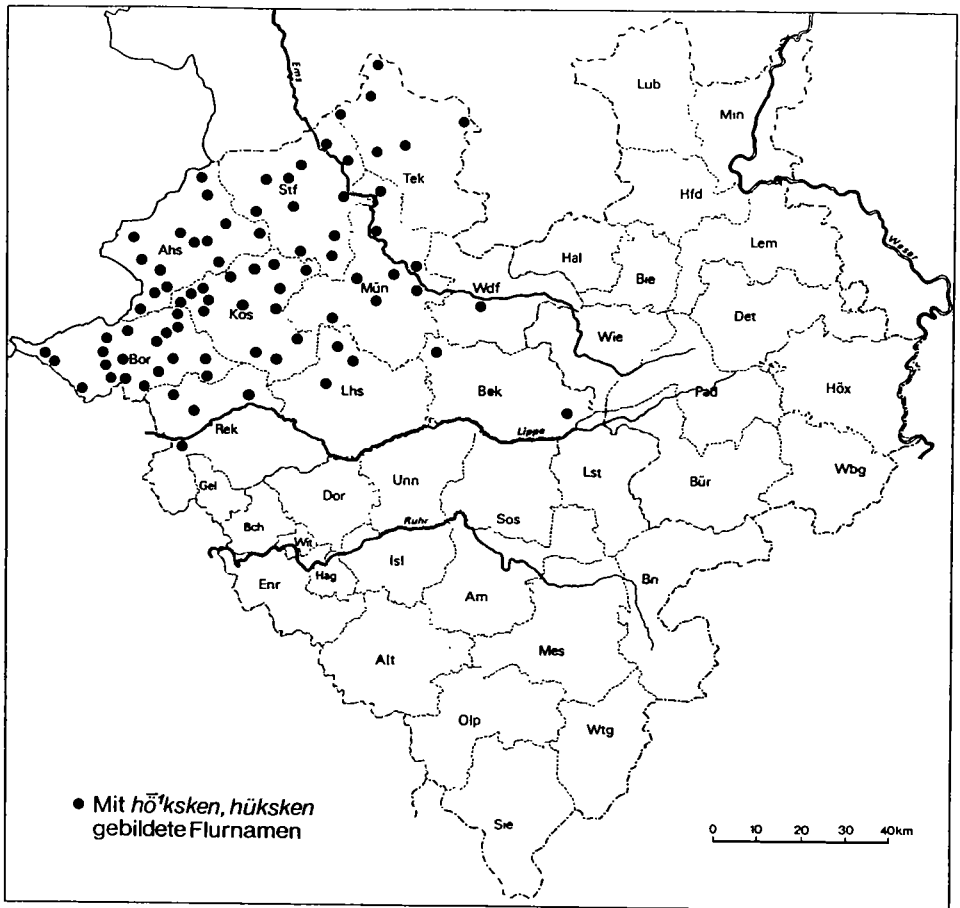 Ems
Lub
Min
Stf
Tek
Hfd
Weser
Ahs
Hal
Bie
Lem
Mün
Wdf
Kos
Wie
Det
Bor
Lhs
Bek
Pad
Höx
Rek
Lippe
Gel
Dor
Unn
Lst
Bür
Wbg
Bch
Wit
Ruhr
Sos
Enr
Hag
Isl
Arn
Bn
Alt
Mes
Olp
Wtg
Sie
● Mit hȫ¹ksken, hüksken
gebildete Flurnamen
0 10 20 30 40km